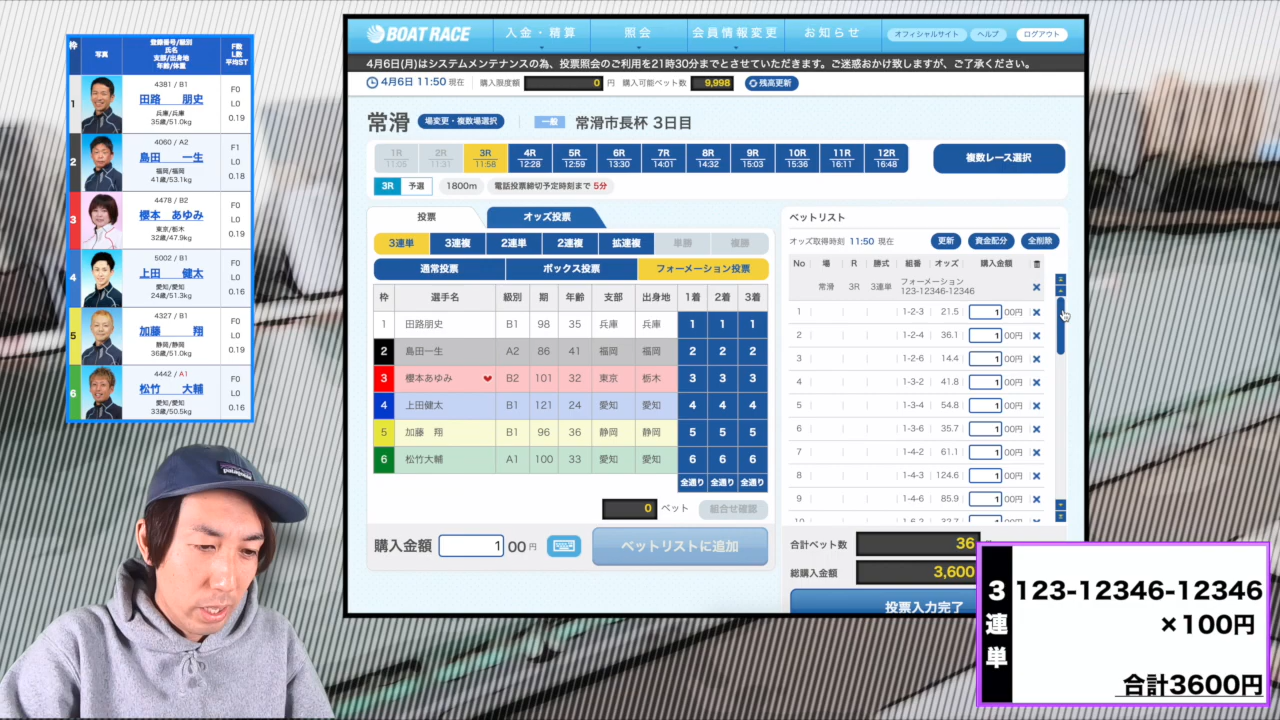 枠 写真 登録番号/級別 氏名 支部/出身地 年齢/体重 F数 L数 平均ST
1 4381 / B1 田路 朋史 兵庫/兵庫 35歳/51.0kg F0 L0 0.19
2 4060 / A2 島田 一生 福岡/福岡 41歳/53.1kg F1 L0 0.18
3 4478 / B2 櫻本 あゆみ 東京/栃木 32歳/47.9kg F0 L0 0.19
4 5002 / B1 上田 健太 愛知/愛知 24歳/51.3kg F0 L0 0.16
5 4327 / B1 加藤 翔 静岡/静岡 36歳/51.0kg F0 L0 0.19
6 4442 / A1 松竹 大輔 愛知/愛知 33歳/50.5kg F0 L0 0.16
BOAT RACE 入金・精算 照会 会員情報変更 お知らせ オフィシャルサイト ヘルプ ログアウト
4月6日(月)はシステムメンテナンスの為、投票照会のご利用を21時30分までとさせていただきます。ご迷惑おかけ致しますが、ご了承ください。
4月6日 11:50 現在 購入限度額 0 円 購入可能ベット数 9,998 残高更新
常滑 場変更・複数場選択 一般 常滑市長杯 3日目
1R 11:05 2R 11:31 3R 11:58 4R 12:28 5R 12:59 6R 13:30 7R 14:01 8R 14:32 9R 15:03 10R 15:36 11R 16:11 12R 16:48 複数レース選択
3R 予選 1800m 電話投票締切予定時刻まで 5分
投票 オッズ投票
3連単 3連複 2連単 2連複 拡連複 単勝 複勝
通常投票 ボックス投票 フォーメーション投票
枠 選手名 級別 期 年齢 支部 出身地 1着 2着 3着
1 田路朋史 B1 98 35 兵庫 兵庫 1 1 1
2 島田一生 A2 86 41 福岡 福岡 2 2 2
3 櫻本あゆみ B2 101 32 東京 栃木 3 3 3
4 上田健太 B1 121 24 愛知 愛知 4 4 4
5 加藤 翔 B1 96 36 静岡 静岡 5 5 5
6 松竹大輔 A1 100 33 愛知 愛知 6 6 6
全通り 全通り 全通り
0 ベット 組合せ確認
購入金額 1 00 円 ベットリストに追加
ベットリスト
オッズ取得時刻 11:50 現在 更新 資金配分 全削除
No 場 R 勝式 組番 オッズ 購入金額
常滑 3R 3連単 フォーメーション 123-12346-12346
1 1-2-3 21.5 1 00円
2 1-2-4 36.1 1 00円
3 1-2-6 14.4 1 00円
4 1-3-2 41.8 1 00円
5 1-3-4 54.8 1 00円
6 1-3-6 35.7 1 00円
7 1-4-2 61.1 1 00円
8 1-4-3 124.6 1 00円
9 1-4-6 85.9 1 00円
合計ベット数 36
総購入金額 3,600
投票入力完了
3連単
123-12346-12346
×100円
合計3600円